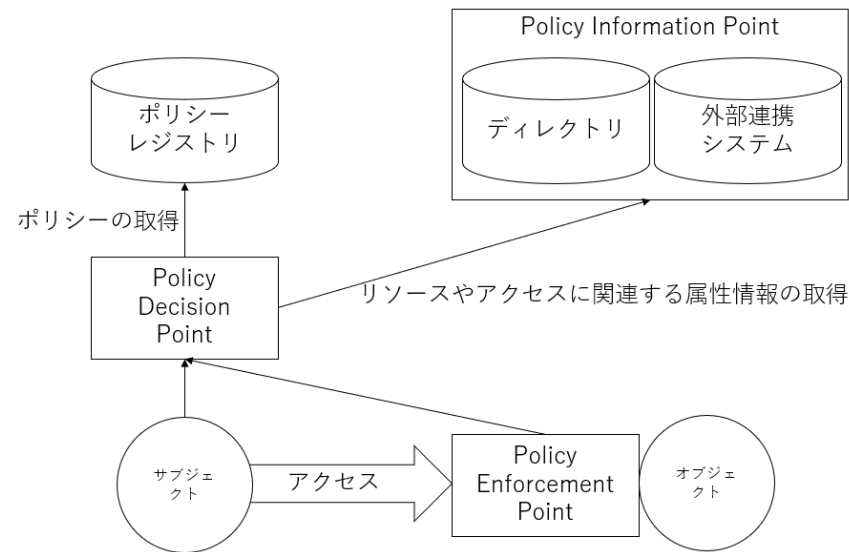 Policy Information Point
ポリシー
レジストリ
ディレクトリ
外部連携
システム
ポリシーの取得
Policy
Decision
Point
リソースやアクセスに関連する属性情報の取得
サブジェ
クト
アクセス
Policy
Enforcement
Point
オブジェ
クト